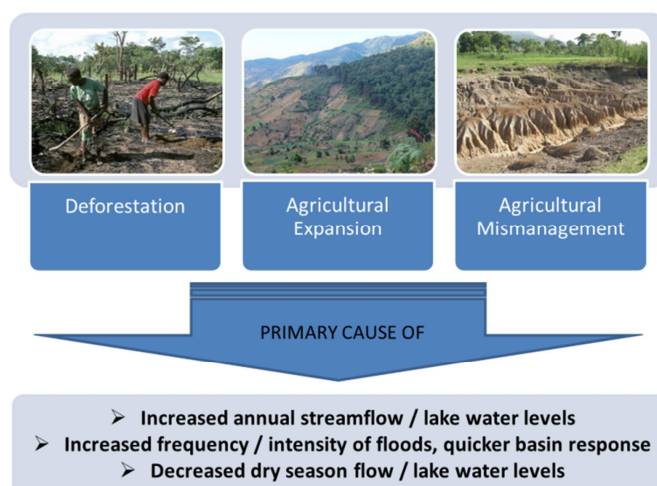 Deforestation
Agricultural
Expansion
Agricultural
Mismanagement
PRIMARY CAUSE OF
➢ Increased annual streamflow / lake water levels
➢ Increased frequency / intensity of floods, quicker basin response
➢ Decreased dry season flow / lake water levels